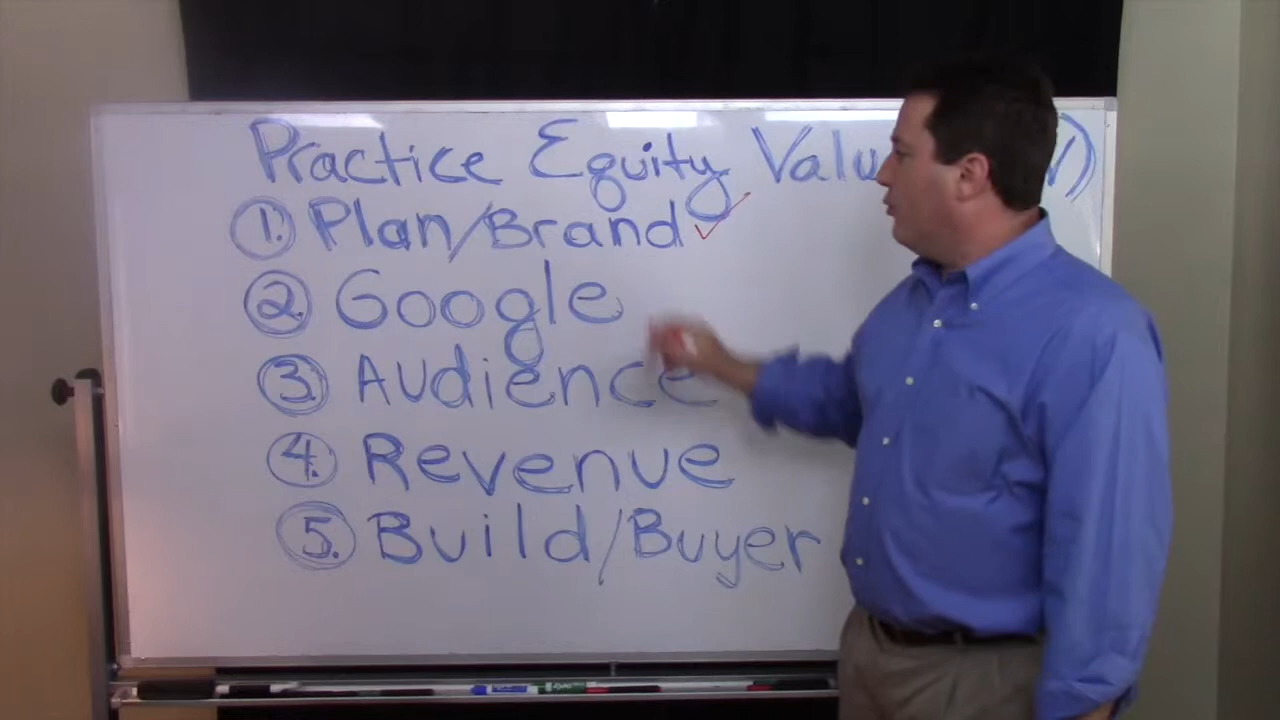 Practice Equity Valu V)
1. Plan/Brand
2. Google
3. Audience
4. Revenue
5. Build/Buyer